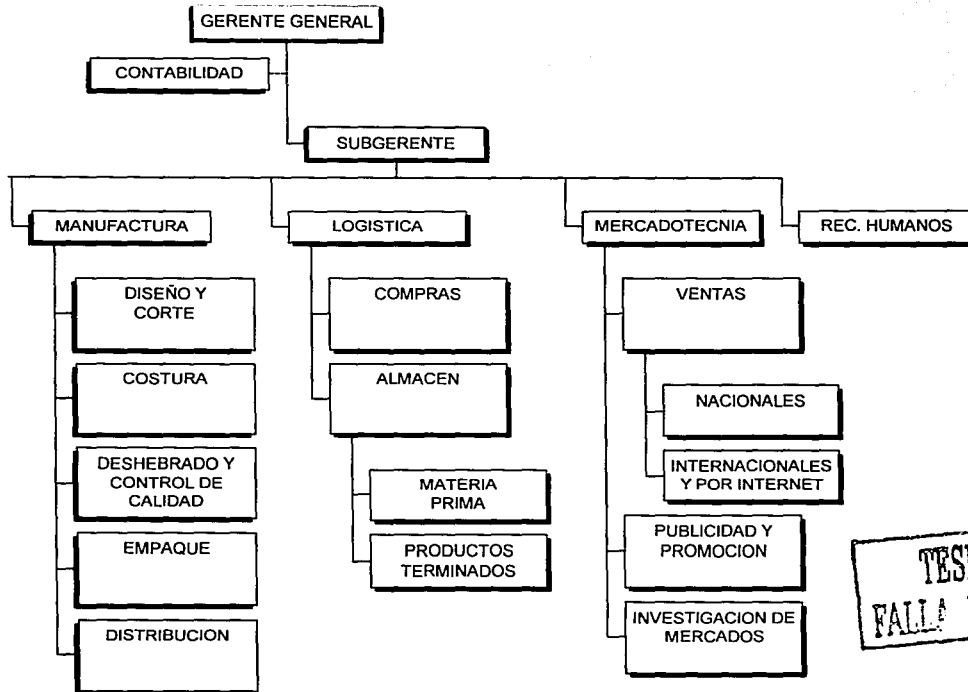 GERENTE GENERAL
CONTABILIDAD
SUBGERENTE
MANUFACTURA
LOGISTICA
MERCADOTECNIA
REC. HUMANOS
DISEÑO Y
CORTE
COSTURA
DESHEBRADO Y
CONTROL DE
CALIDAD
EMPAQUE
DISTRIBUCION
COMPRAS
ALMACEN
MATERIA
PRIMA
PRODUCTOS
TERMINADOS
VENTAS
NACIONALES
INTERNACIONALES
Y POR INTERNET
PUBLICIDAD Y
PROMOCION
INVESTIGACION DE
MERCADOS
FALLA